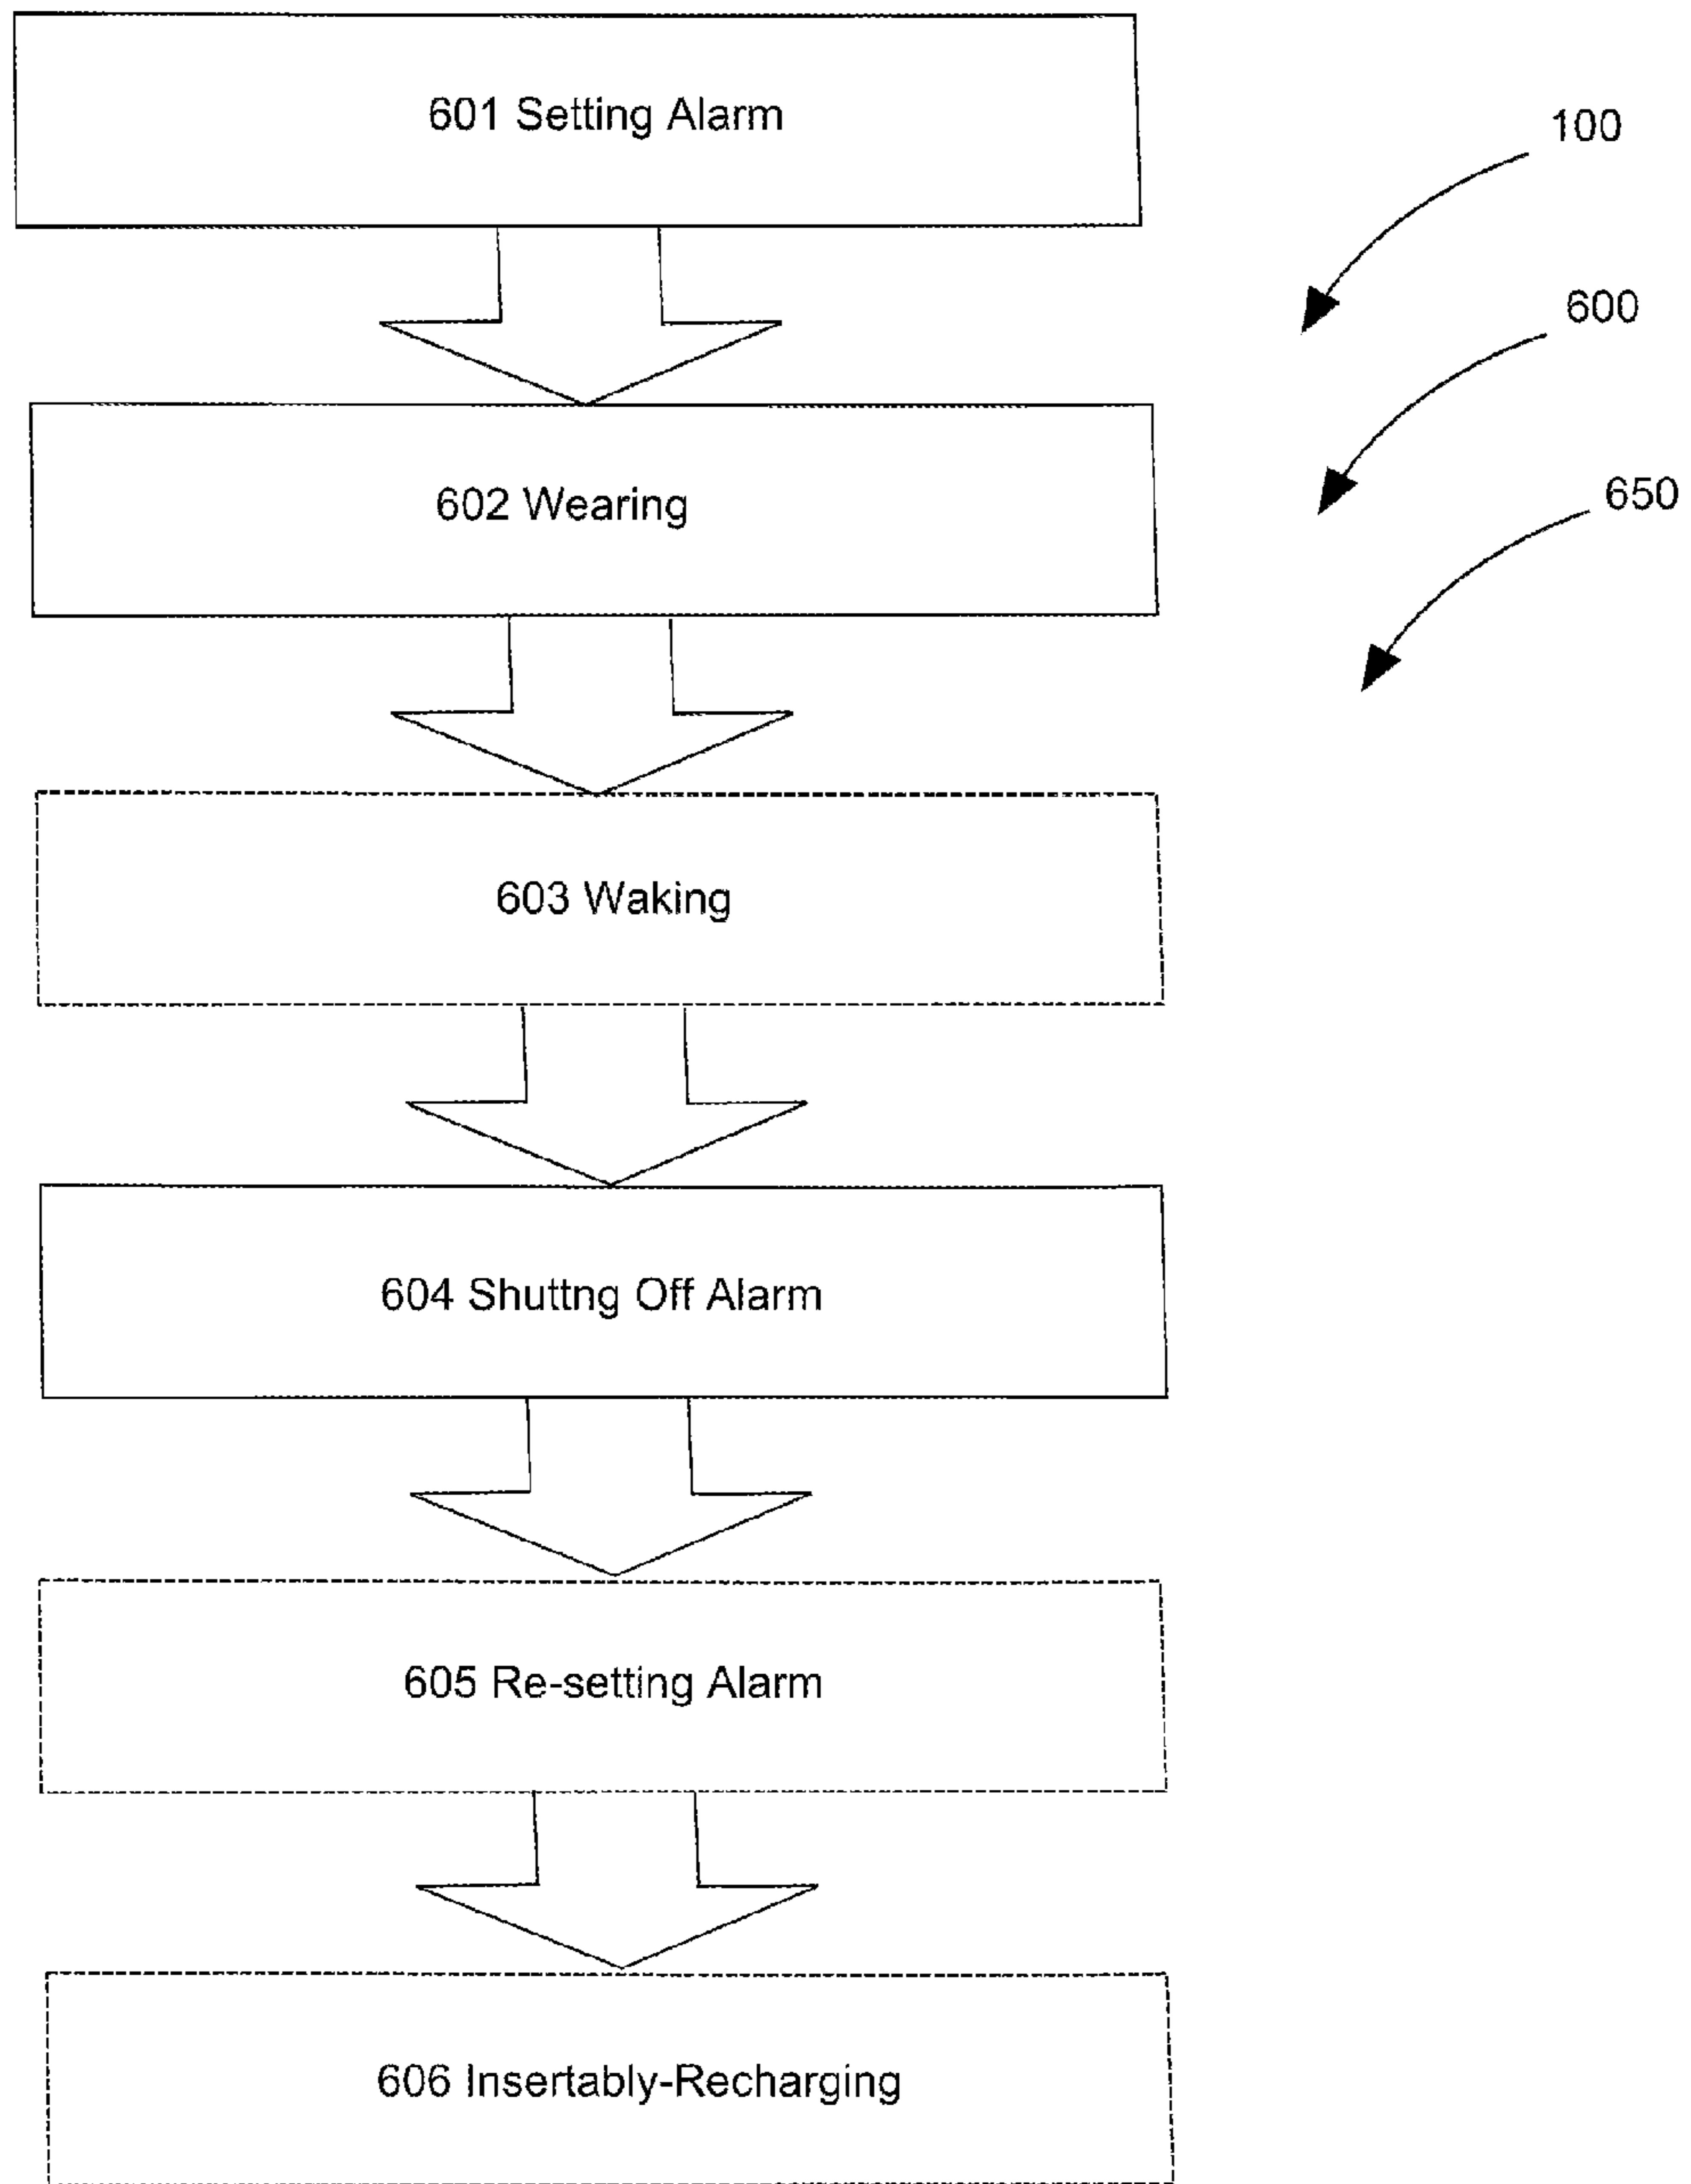 601 Setting Alarm
100
600
602 Wearing
650
603 Waking
604 Shuttng Off Alarm
605 Re-setting Alarm
606 Insertably-Recharging